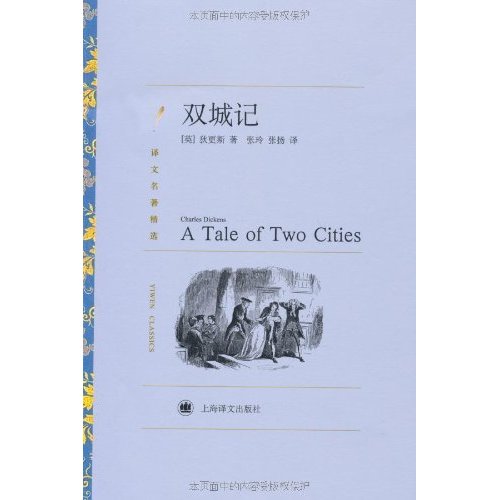 本页面中的内容受版权保护
双城记
[英] 狄更斯 著 张玲 张扬 译
译文名著精选
YIWEN CLASSICS
Charles Dickens
A Tale of Two Cities
上海译文出版社
本页面中的内容受版权保护